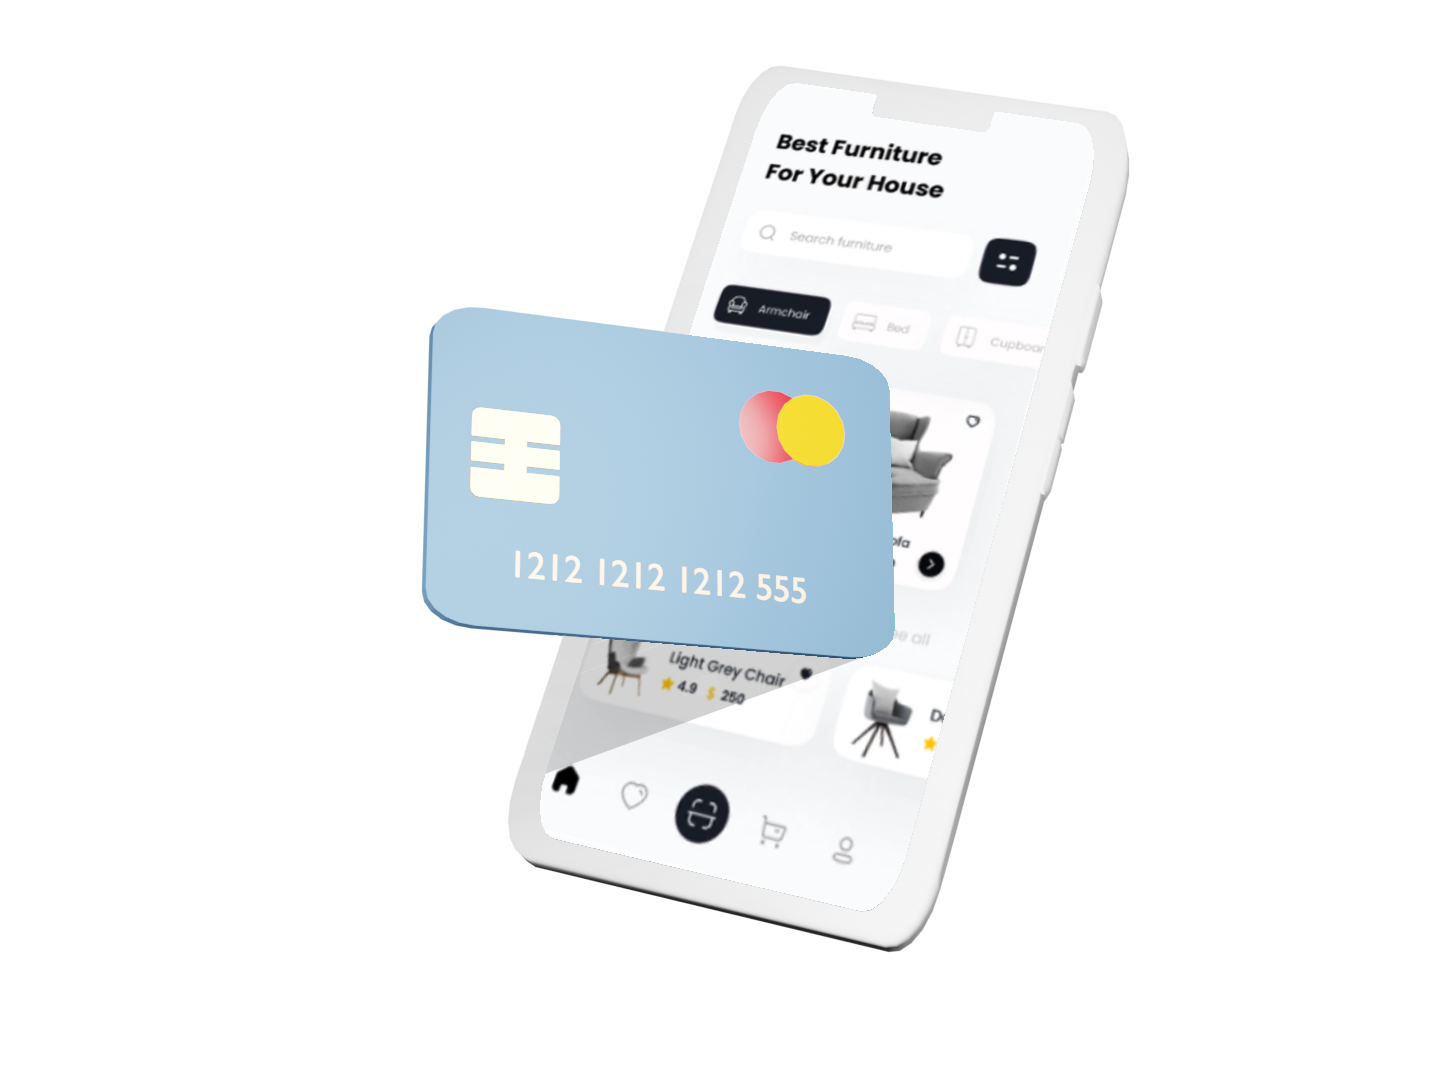 Best Furniture
For Your House
Search furniture
Armchair
Bed
1212 1212 1212 555
Light Grey Chair
4.9 $ 250